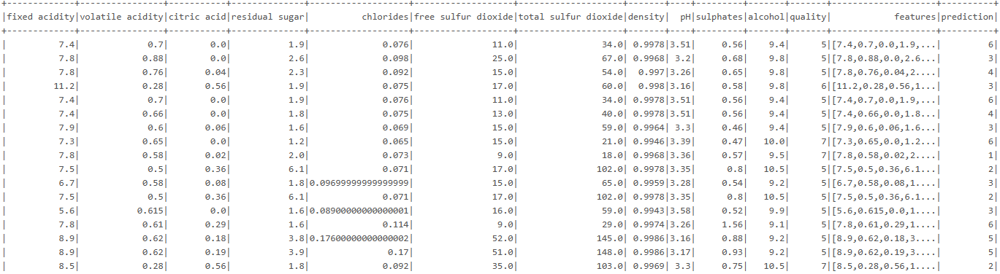 +-------------+----------------+-----------+--------------+-------------------+-------------------+--------------------+-------+----+---------+-------+-------+--------------------+----------+
|fixed acidity|volatile acidity|citric acid|residual sugar|          chlorides|free sulfur dioxide|total sulfur dioxide|density|  pH|sulphates|alcohol|quality|            features|prediction|
+-------------+----------------+-----------+--------------+-------------------+-------------------+--------------------+-------+----+---------+-------+-------+--------------------+----------+
|          7.4|             0.7|        0.0|           1.9|              0.076|               11.0|                34.0| 0.9978|3.51|     0.56|    9.4|      5|[7.4,0.7,0.0,1.9,...|         6|
|          7.8|            0.88|        0.0|           2.6|              0.098|               25.0|                67.0| 0.9968| 3.2|     0.68|    9.8|      5|[7.8,0.88,0.0,2.6...|         3|
|          7.8|            0.76|       0.04|           2.3|              0.092|               15.0|                54.0|  0.997|3.26|     0.65|    9.8|      5|[7.8,0.76,0.04,2....|         4|
|         11.2|            0.28|       0.56|           1.9|              0.075|               17.0|                60.0|  0.998|3.16|     0.58|    9.8|      6|[11.2,0.28,0.56,1...|         3|
|          7.4|             0.7|        0.0|           1.9|              0.076|               11.0|                34.0| 0.9978|3.51|     0.56|    9.4|      5|[7.4,0.7,0.0,1.9,...|         6|
|          7.4|            0.66|        0.0|           1.8|              0.075|               13.0|                40.0| 0.9978|3.51|     0.56|    9.4|      5|[7.4,0.66,0.0,1.8...|         4|
|          7.9|             0.6|       0.06|           1.6|              0.069|               15.0|                59.0| 0.9964| 3.3|     0.46|    9.4|      5|[7.9,0.6,0.06,1.6...|         3|
|          7.3|            0.65|        0.0|           1.2|              0.065|               15.0|                21.0| 0.9946|3.39|     0.47|   10.0|      7|[7.3,0.65,0.0,1.2...|         6|
|          7.8|            0.58|       0.02|           2.0|              0.073|                9.0|                18.0| 0.9968|3.36|     0.57|    9.5|      7|[7.8,0.58,0.02,2....|         1|
|          7.5|             0.5|       0.36|           6.1|              0.071|               17.0|               102.0| 0.9978|3.35|      0.8|   10.5|      5|[7.5,0.5,0.36,6.1...|         2|
|          6.7|            0.58|       0.08|           1.8|0.09699999999999999|               15.0|                65.0| 0.9959|3.28|     0.54|    9.2|      5|[6.7,0.58,0.08,1....|         3|
|          7.5|             0.5|       0.36|           6.1|              0.071|               17.0|               102.0| 0.9978|3.35|      0.8|   10.5|      5|[7.5,0.5,0.36,6.1...|         2|
|          5.6|           0.615|        0.0|           1.6|0.08900000000000001|               16.0|                59.0| 0.9943|3.58|     0.52|    9.9|      5|[5.6,0.615,0.0,1....|         3|
|          7.8|            0.61|       0.29|           1.6|              0.114|                9.0|                29.0| 0.9974|3.26|     1.56|    9.1|      5|[7.8,0.61,0.29,1....|         6|
|          8.9|            0.62|       0.18|           3.8|0.17600000000000002|               52.0|               145.0| 0.9986|3.16|     0.88|    9.2|      5|[8.9,0.62,0.18,3....|         5|
|          8.9|            0.62|       0.19|           3.9|               0.17|               51.0|               148.0| 0.9986|3.17|     0.93|    9.2|      5|[8.9,0.62,0.19,3....|         5|
|          8.5|            0.28|       0.56|           1.8|              0.092|               35.0|               103.0| 0.9969| 3.3|     0.75|   10.5|      7|[8.5,0.28,0.56,1....|         2|